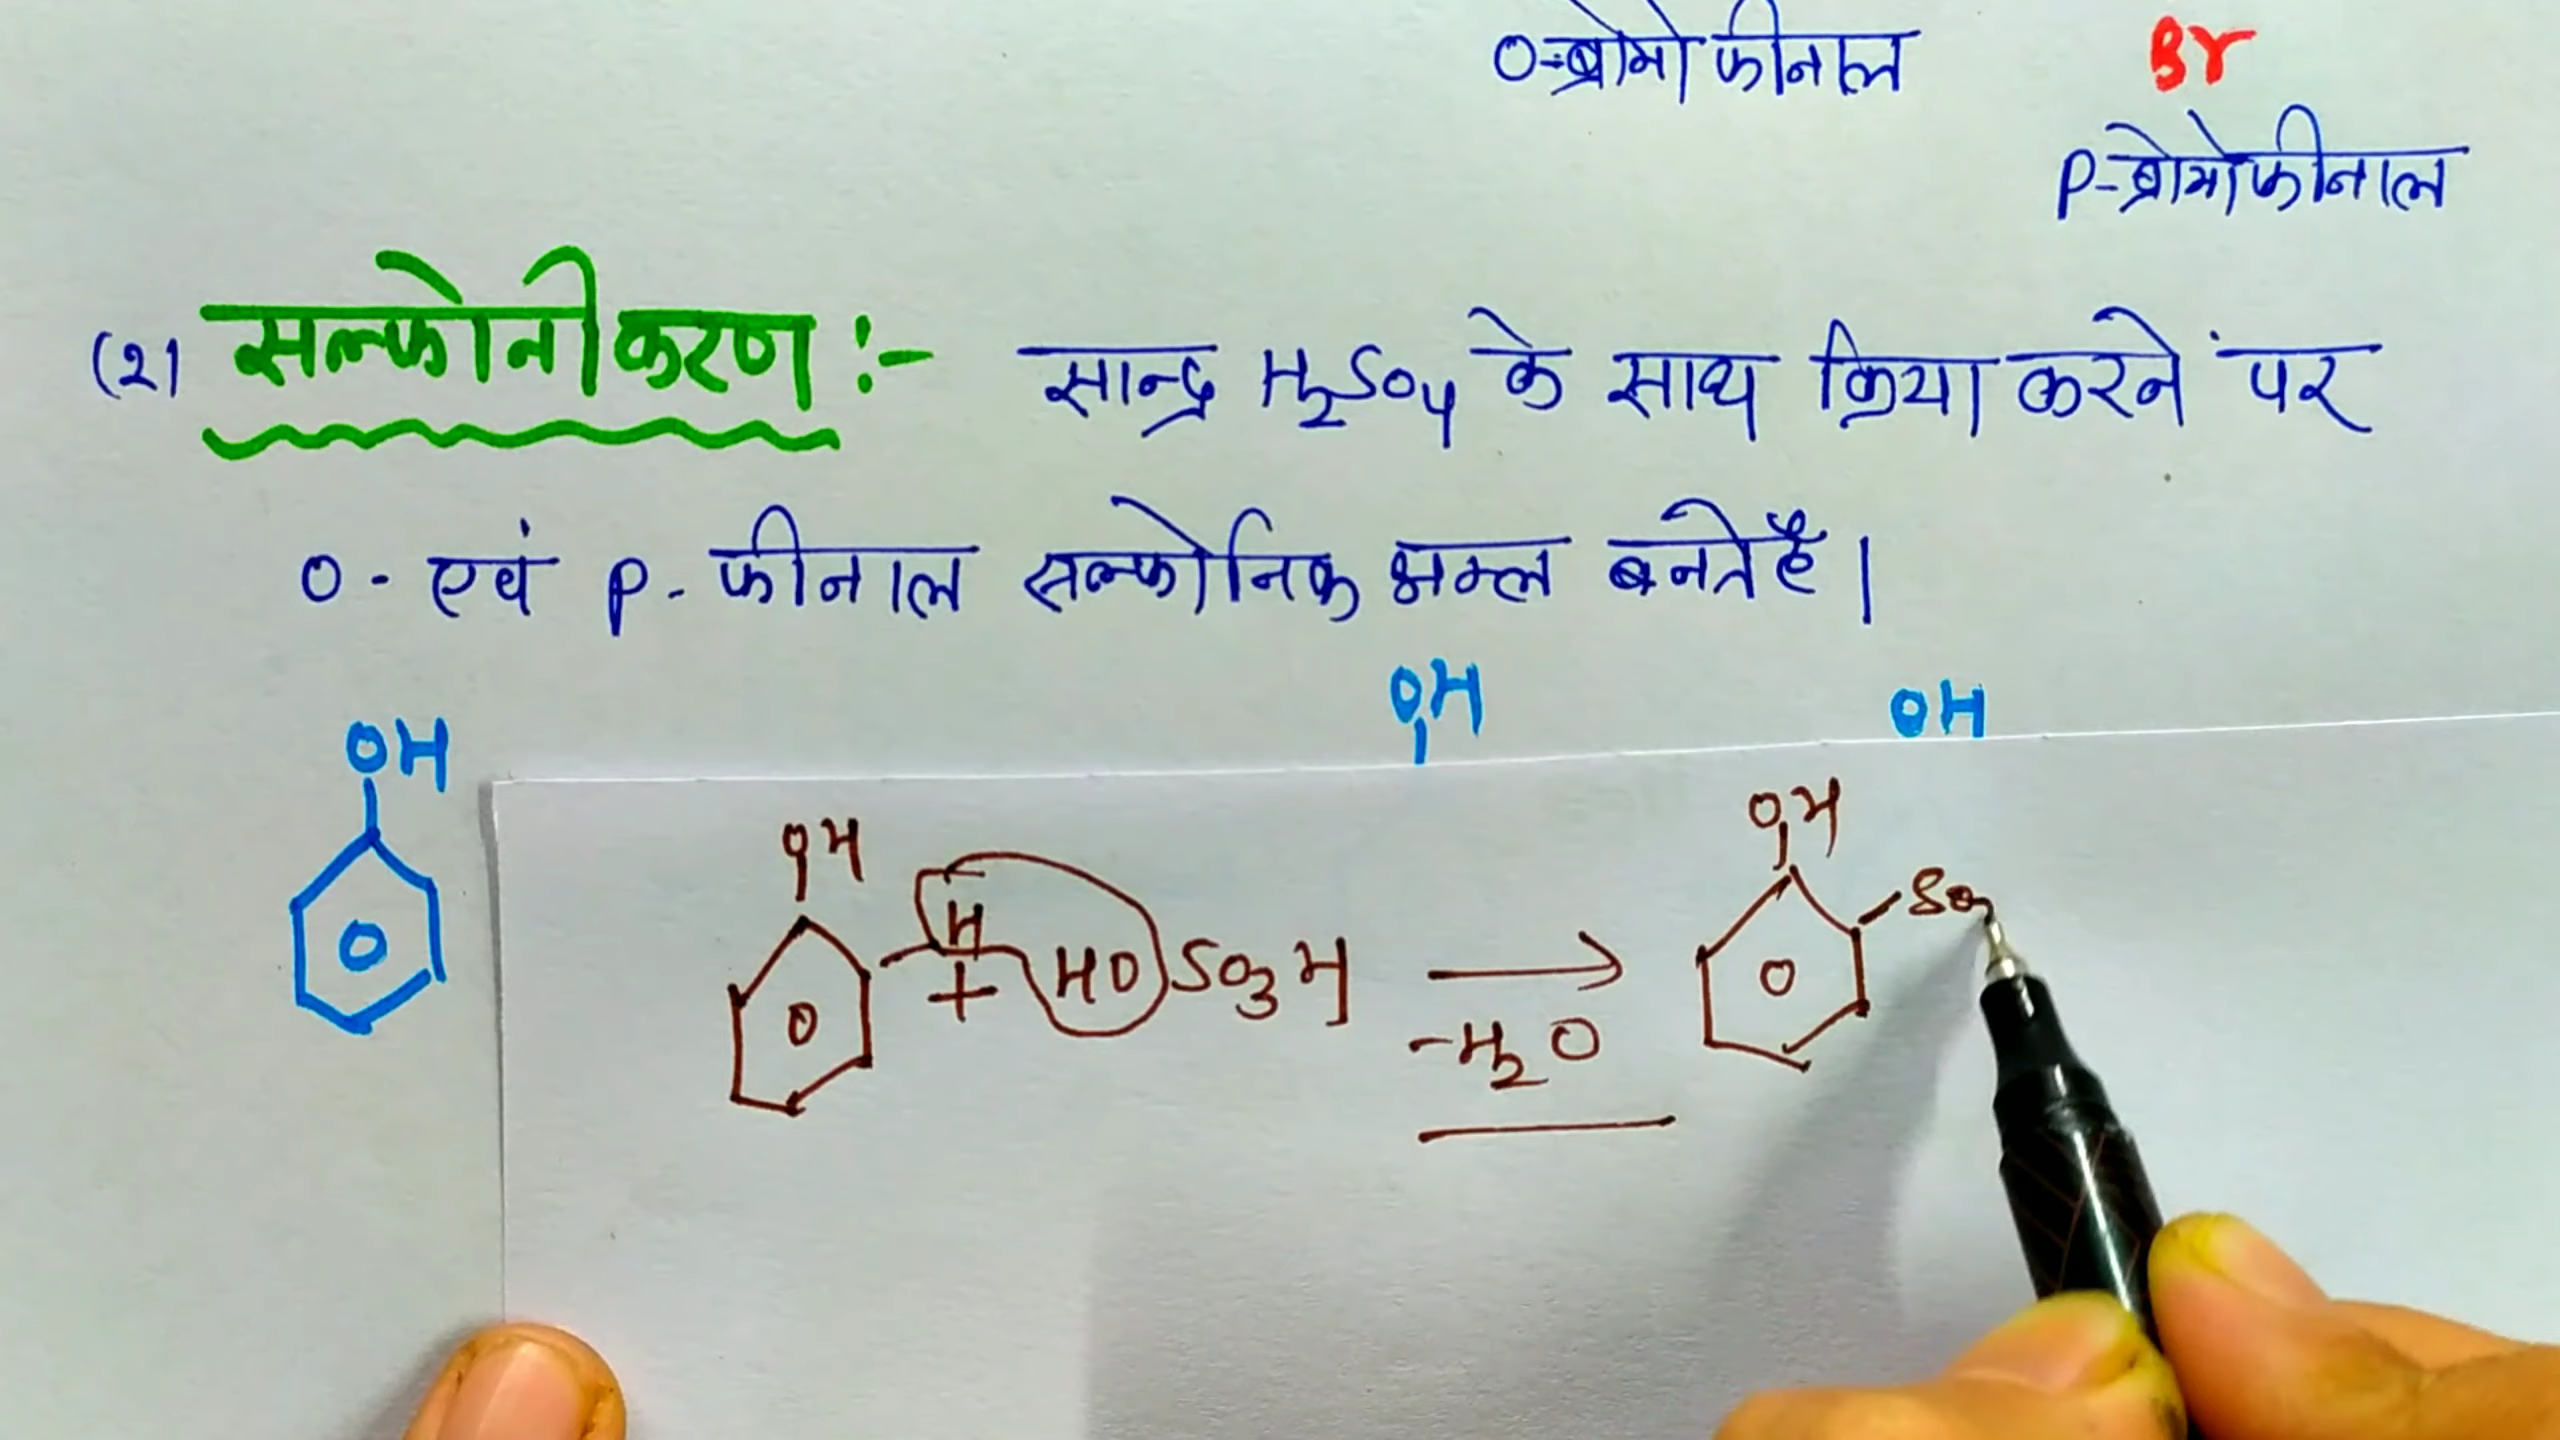 o-ब्रोमो फीनाल
Br
p-ब्रोमोफीनाल
(2) सल्फोनीकरण :- सान्द्र H2SO4 के साथ क्रिया करने पर
o- एवं p- फीनाल सल्फोनिक अम्ल बनते है।
OH OH
OH
OH OH
H HO SO3H → SO3
+
O O O
-H2O